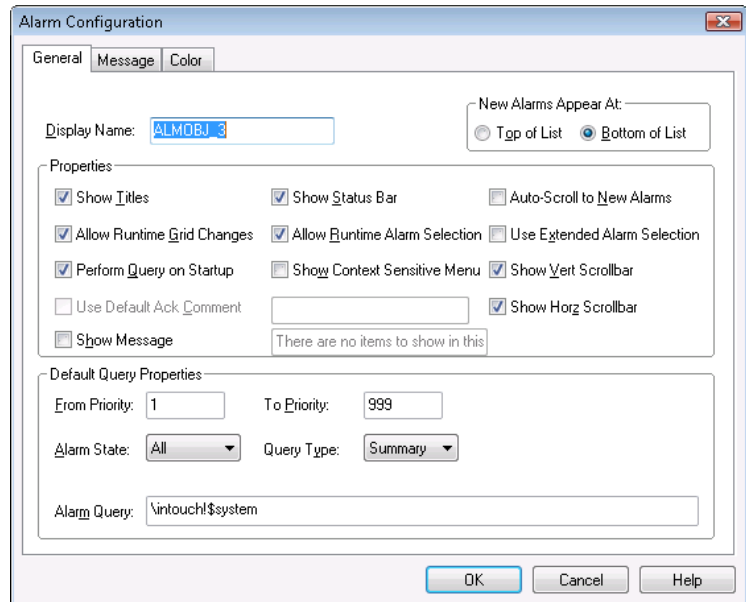 Alarm Configuration
General Message Color
New Alarms Appear At:
Display Name: ALMOBJ_3 Top of List Bottom of List
Properties
Show Titles Show Status Bar Auto-Scroll to New Alarms
Allow Runtime Grid Changes Allow Runtime Alarm Selection Use Extended Alarm Selection
Perform Query on Startup Show Context Sensitive Menu Show Vert Scrollbar
Use Default Ack Comment Show Horz Scrollbar
Show Message There are no items to show in this
Default Query Properties
From Priority: 1 To Priority: 999
Alarm State: All Query Type: Summary
Alarm Query: \intouch!$system
OK Cancel Help